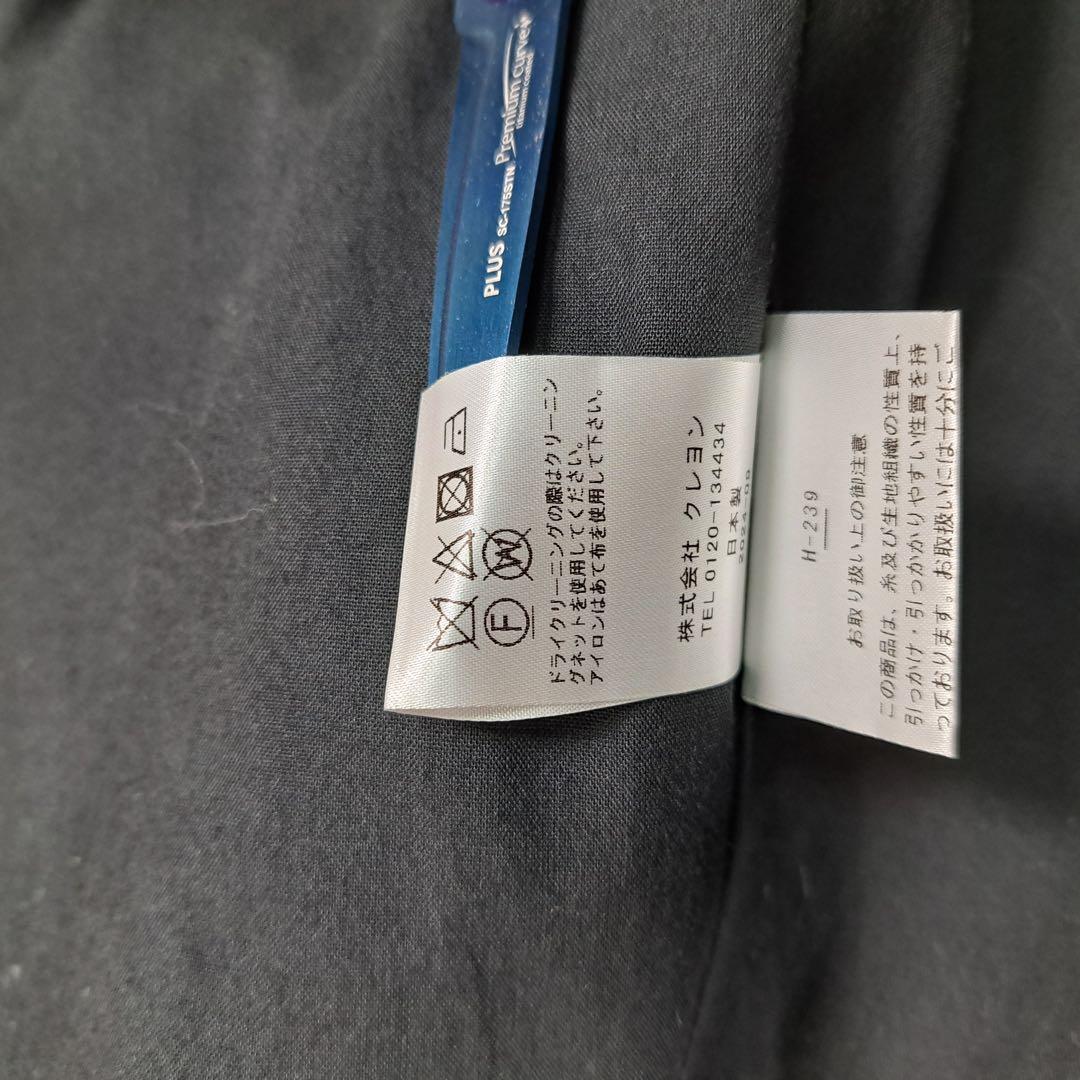 PLUS SC-175STN Premium curve
titanium coated
F W
ドライクリーニングの際はクリーニン
グネットを使用してください。
アイロンはあて布を使用して下さい。
株式会社 クレヨン
TEL 0120-134434
日本製
H-239
お取り扱い上の御注意
この商品は、糸及び生地組織の性質上、
引っかけ・引っかかりやすい性質を持
っております。お取扱いには十分にご